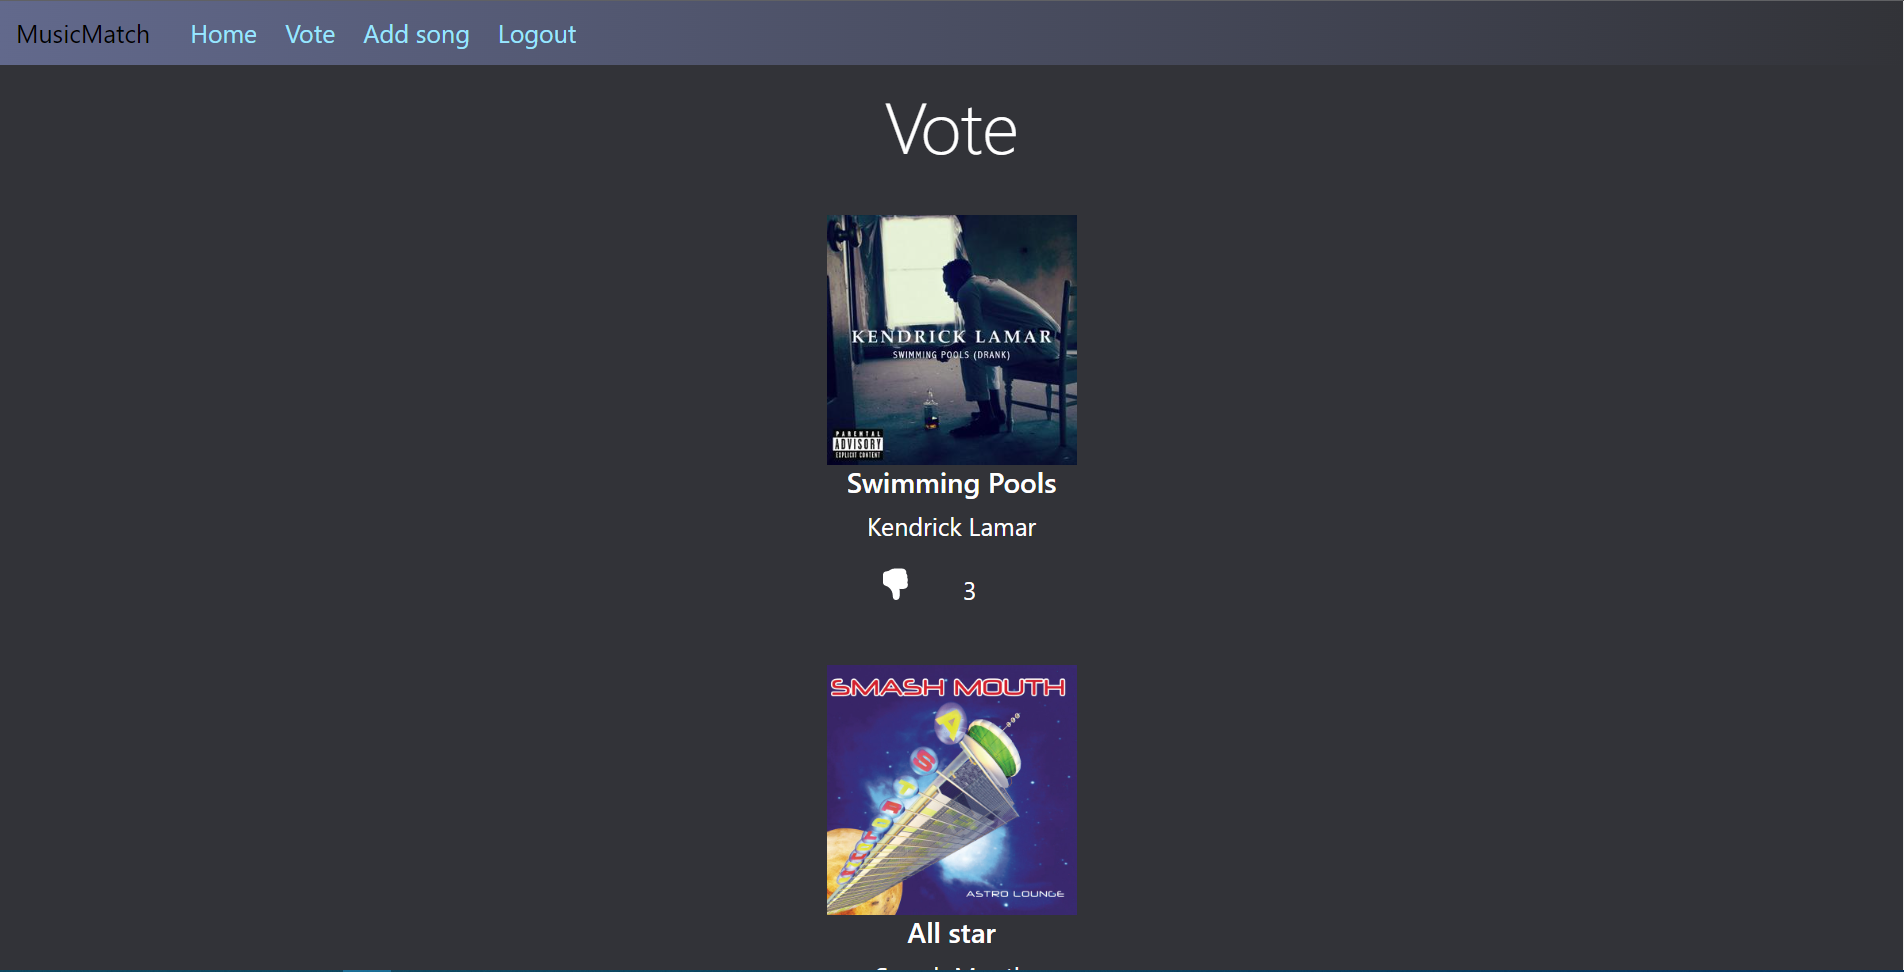 MusicMatch Home Vote Add song Logout
Vote
KENDRICK LAMAR
SWIMMING POOLS (DRANK)
PARENTAL
ADVISORY
EXPLICIT CONTENT
Swimming Pools
Kendrick Lamar
3
SMASH MOUTH
ASTRO LOUNGE
All star